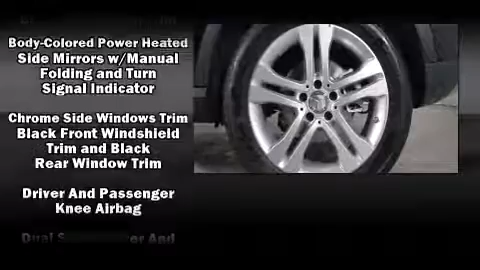 Body-Colored Power Heated
Side Mirrors w/Manual
Folding and Turn
Signal Indicator
Chrome Side Windows Trim
Black Front Windshield
Trim and Black
Rear Window Trim
Driver And Passenger
Knee Airbag
And